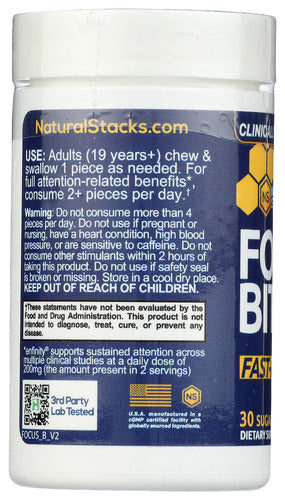 NaturalStacks.com
USE: Adults (19 years+) chew &
swallow 1 piece as needed. For
full attention-related benefits*,
consume 2+ pieces per day.†
Warning: Do not consume more than 4
pieces per day. Do not use if pregnant or
nursing, have a heart condition, high blood
pressure, or are sensitive to caffeine. Do not
consume other stimulants within 2 hours of
taking this product. Do not use if safety seal
is broken or missing. Store in a cool dry place.
KEEP OUT OF REACH OF CHILDREN.
†These statements have not been evaluated by the
Food and Drug Administration. This product is not
intended to diagnose, treat, cure, or prevent any
disease.
*enfinity® supports sustained attention across
multiple clinical studies at a daily dose of
200mg (the amount present in 2 servings)
3rd Party
Lab Tested
U.S.A. manufactured in a
cGMP certified facility with
globally sourced ingredients.
NS
FOCUS_B_V2
CLINICALL
NS
FO
BIT
FAST-
30 SUGA
DIETARY SU